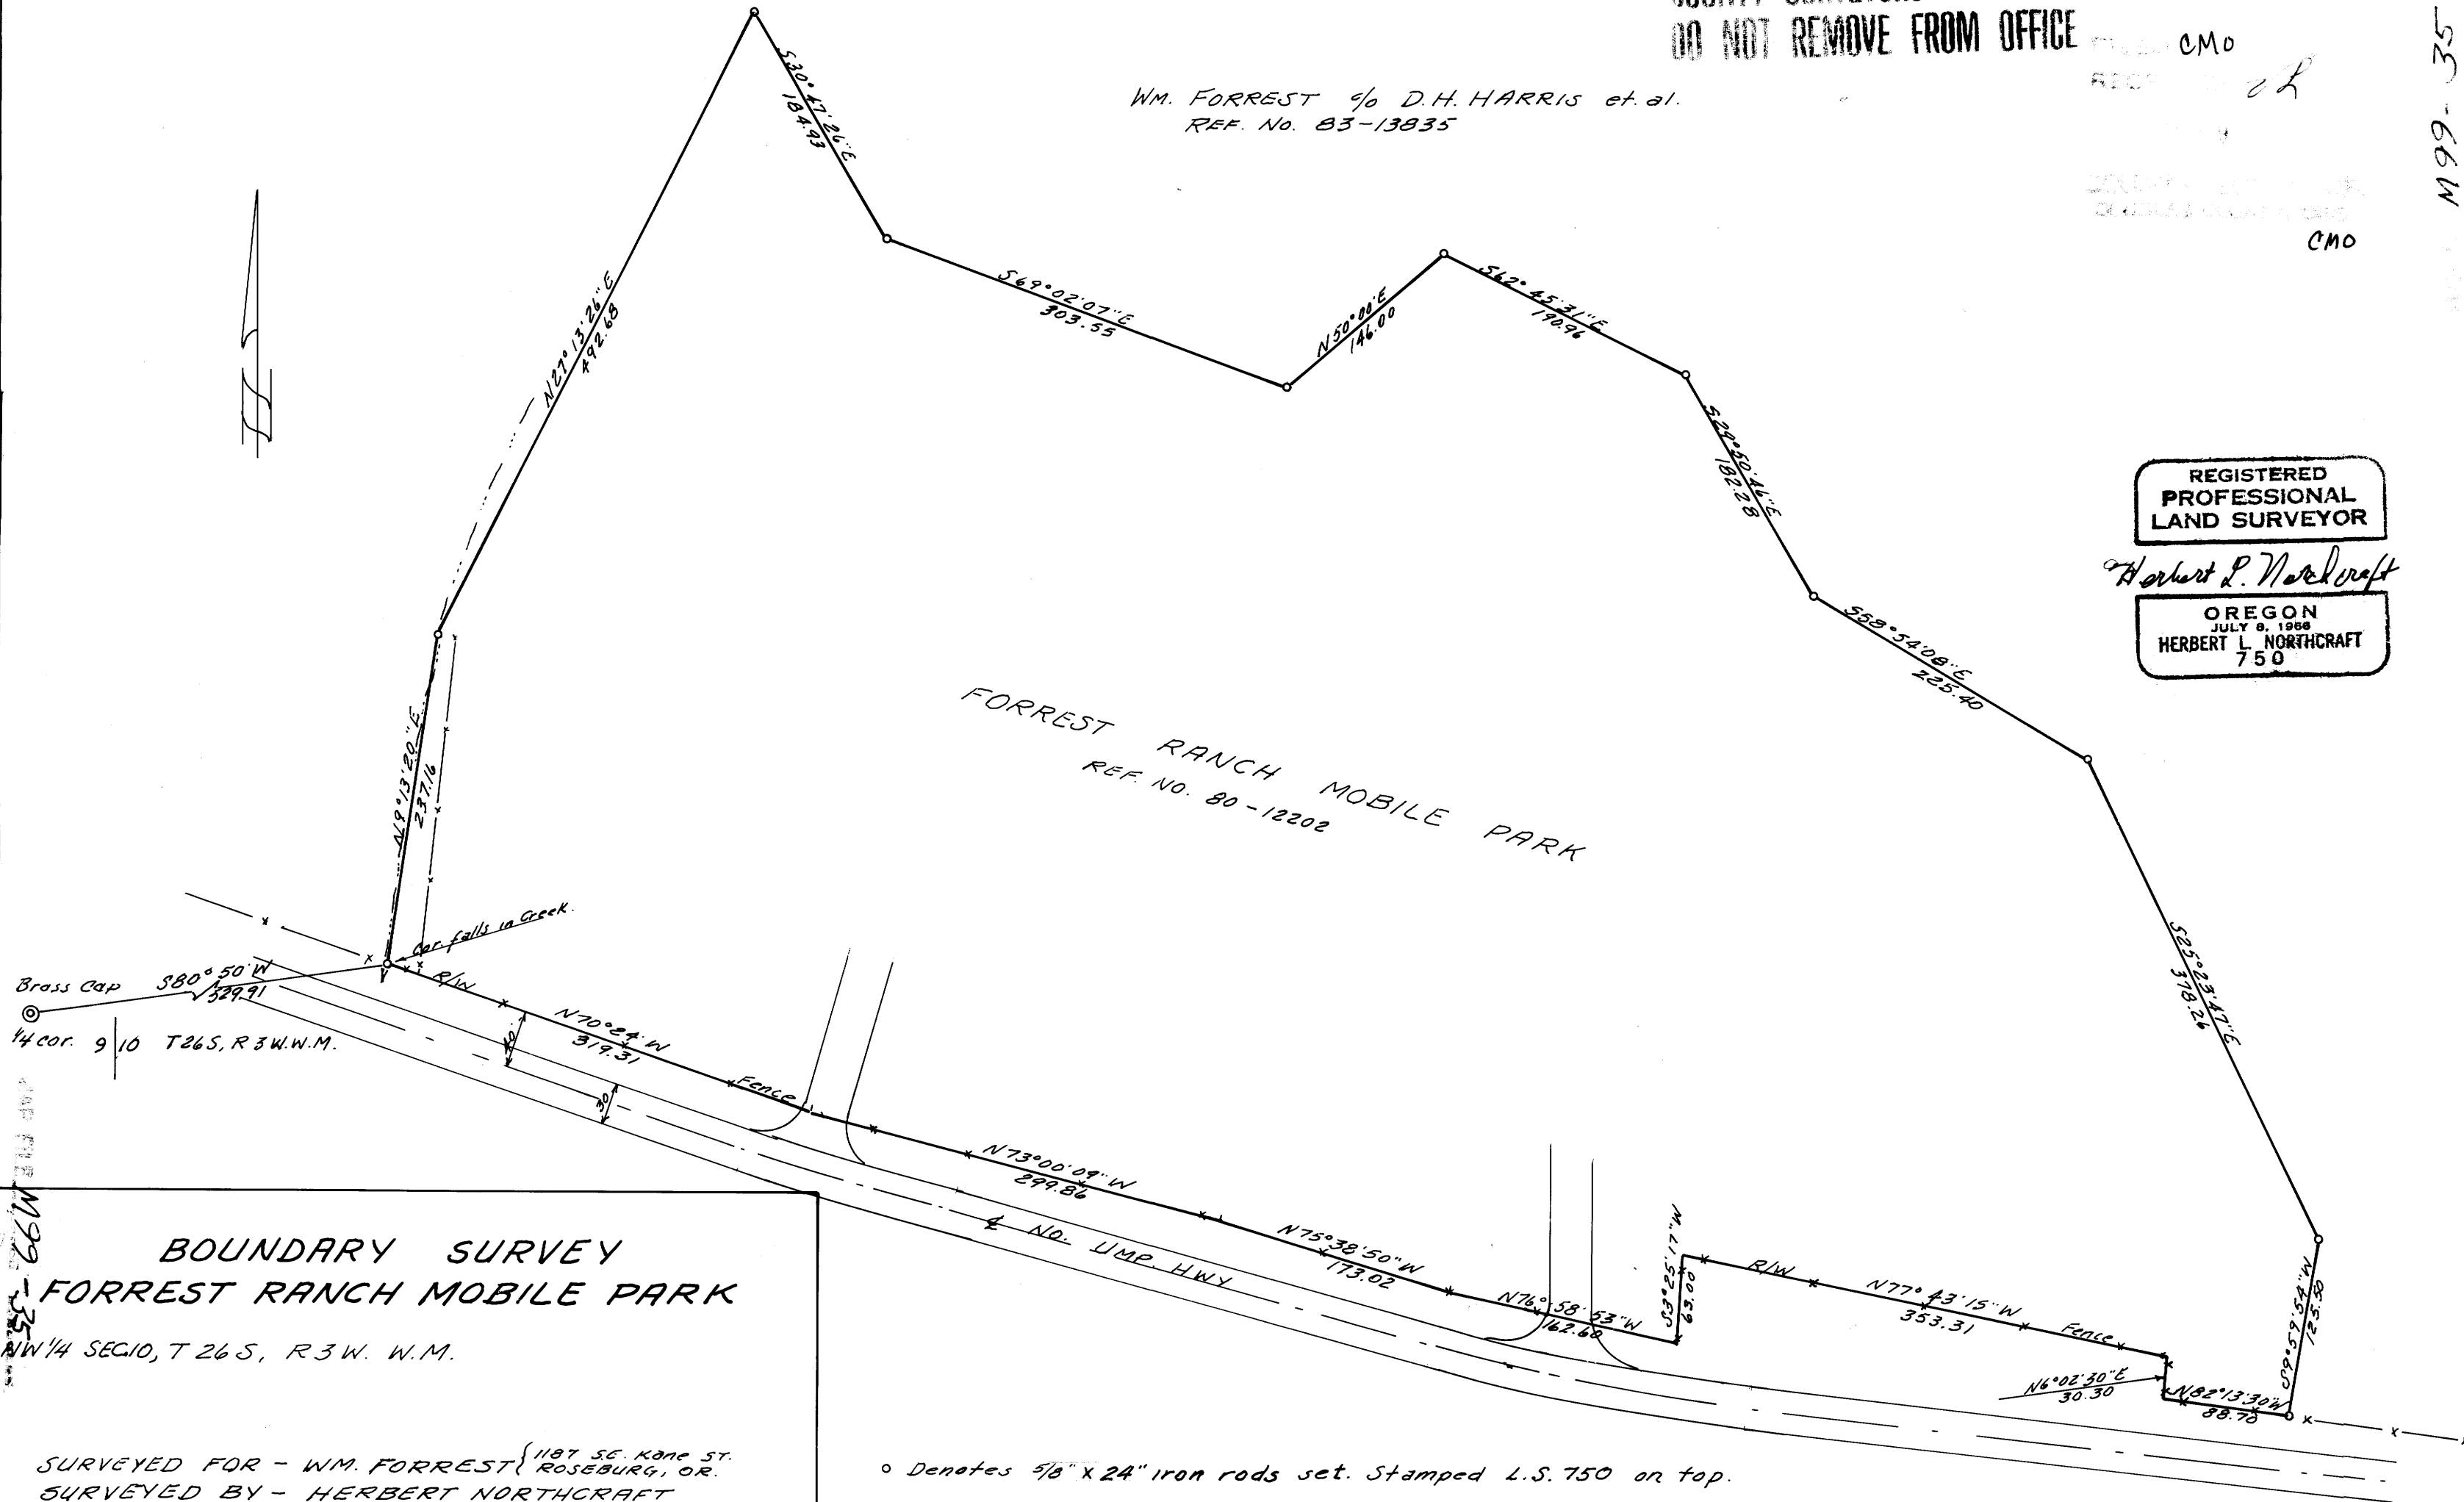 DO NOT REMOVE FROM OFFICE
CMO
M99-35
WM. FORREST c/o D.H. HARRIS et. al.
REF. No. 83-13835
CMO
S30°47'26"E
184.93
S69°02'07"E
303.55
N50°00'E
146.00
S62°45'31"E
190.96
N27°13'26"E
492.68
S29°50'46"E
182.28
REGISTERED
PROFESSIONAL
LAND SURVEYOR
Herbert L. Northcraft
OREGON
JULY 8, 1966
HERBERT L. NORTHCRAFT
750
S58°54'08"E
225.40
FORREST RANCH MOBILE PARK
REF. NO. 80-12202
N9°13'20"E
237.16
S25°23'47"E
378.26
Cor. falls in Creek.
Brass Cap
S80°50'W
329.91
1/4 cor. 9|10 T26S, R3W.W.M.
R/W
N70°24'W
319.31
30'
Fence
N73°00'09"W
299.86
℄ NO. UMP. HWY
N75°38'50"W
173.02
N76°58'53"W
162.60
S3°25'17"W
63.00
R/W
N77°43'15"W
353.31
Fence
N6°02'30"E
30.30
N82°13'30"W
88.70
S9°59'54"W
125.50
M99-35
BOUNDARY SURVEY
FORREST RANCH MOBILE PARK
NW 1/4 SEC.10, T 26 S, R 3 W. W.M.
SURVEYED FOR - WM. FORREST { 1187 S.E. Kane ST.
ROSEBURG, OR.
SURVEYED BY - HERBERT NORTHCRAFT
o Denotes 5/8" x 24" iron rods set. Stamped L.S. 750 on top.